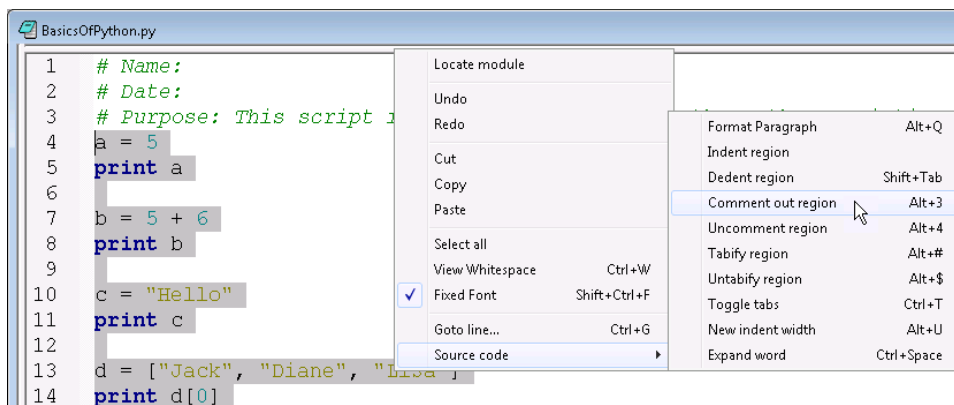 BasicsOfPython.py
1 # Name:
2 # Date:
3 # Purpose: This script
4 a = 5
5 print a
6
7 b = 5 + 6
8 print b
9
10 c = "Hello"
11 print c
12
13 d = ["Jack", "Diane", "Lisa"]
14 print d[0]
Locate module
Undo
Redo
Cut
Copy
Paste
Select all
View Whitespace Ctrl+W
Fixed Font Shift+Ctrl+F
Goto line... Ctrl+G
Source code
Format Paragraph Alt+Q
Indent region
Dedent region Shift+Tab
Comment out region Alt+3
Uncomment region Alt+4
Tabify region Alt+#
Untabify region Alt+$
Toggle tabs Ctrl+T
New indent width Alt+U
Expand word Ctrl+Space